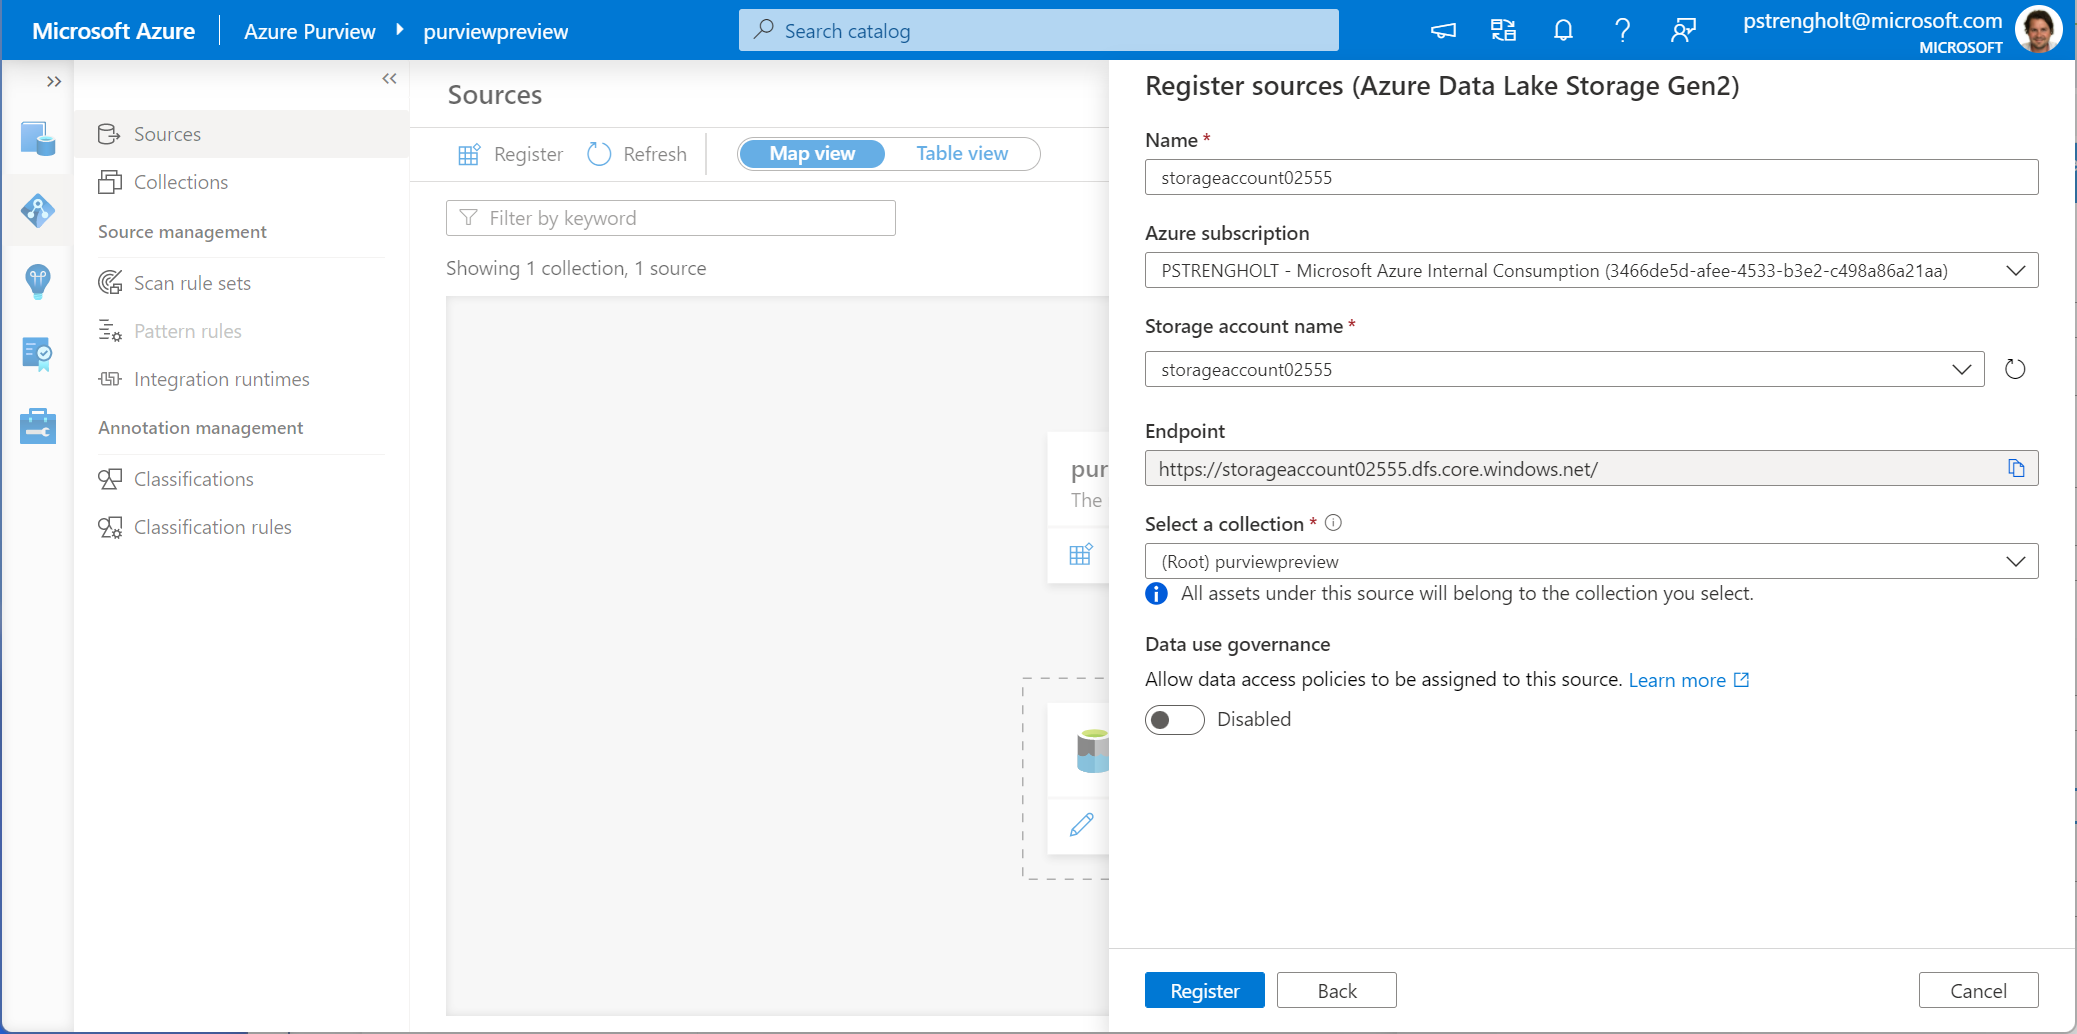 Microsoft Azure
Azure Purview
purviewpreview
Search catalog
pstrengholt@microsoft.com
MICROSOFT
Sources
Collections
Source management
Scan rule sets
Pattern rules
Integration runtimes
Annotation management
Classifications
Classification rules
Sources
Register
Refresh
Map view
Table view
Filter by keyword
Showing 1 collection, 1 source
pur
The
Register sources (Azure Data Lake Storage Gen2)
Name *
storageaccount02555
Azure subscription
PSTRENGHOLT - Microsoft Azure Internal Consumption (3466de5d-afee-4533-b3e2-c498a86a21aa)
Storage account name *
storageaccount02555
Endpoint
https://storageaccount02555.dfs.core.windows.net/
Select a collection *
(Root) purviewpreview
All assets under this source will belong to the collection you select.
Data use governance
Allow data access policies to be assigned to this source. Learn more
Disabled
Register
Back
Cancel